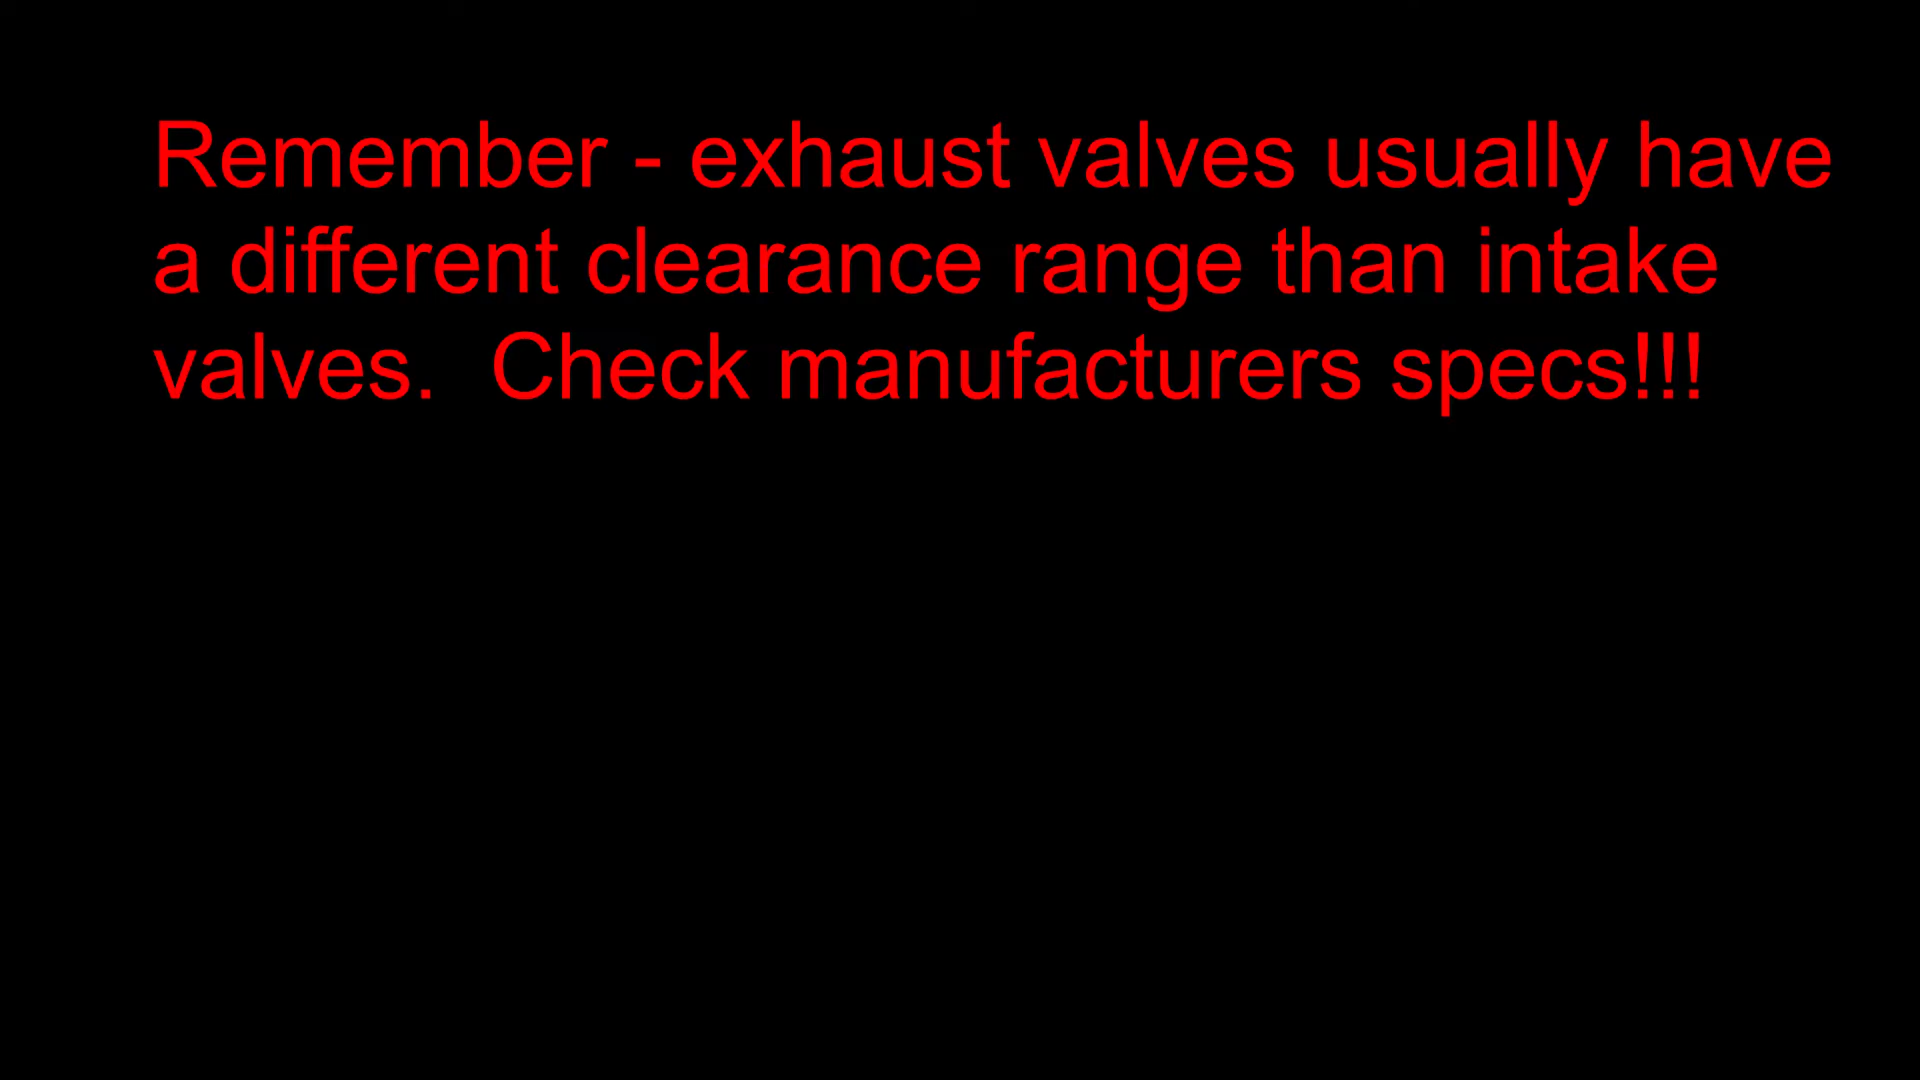 Remember - exhaust valves usually have
a different clearance range than intake
valves.  Check manufacturers specs!!!